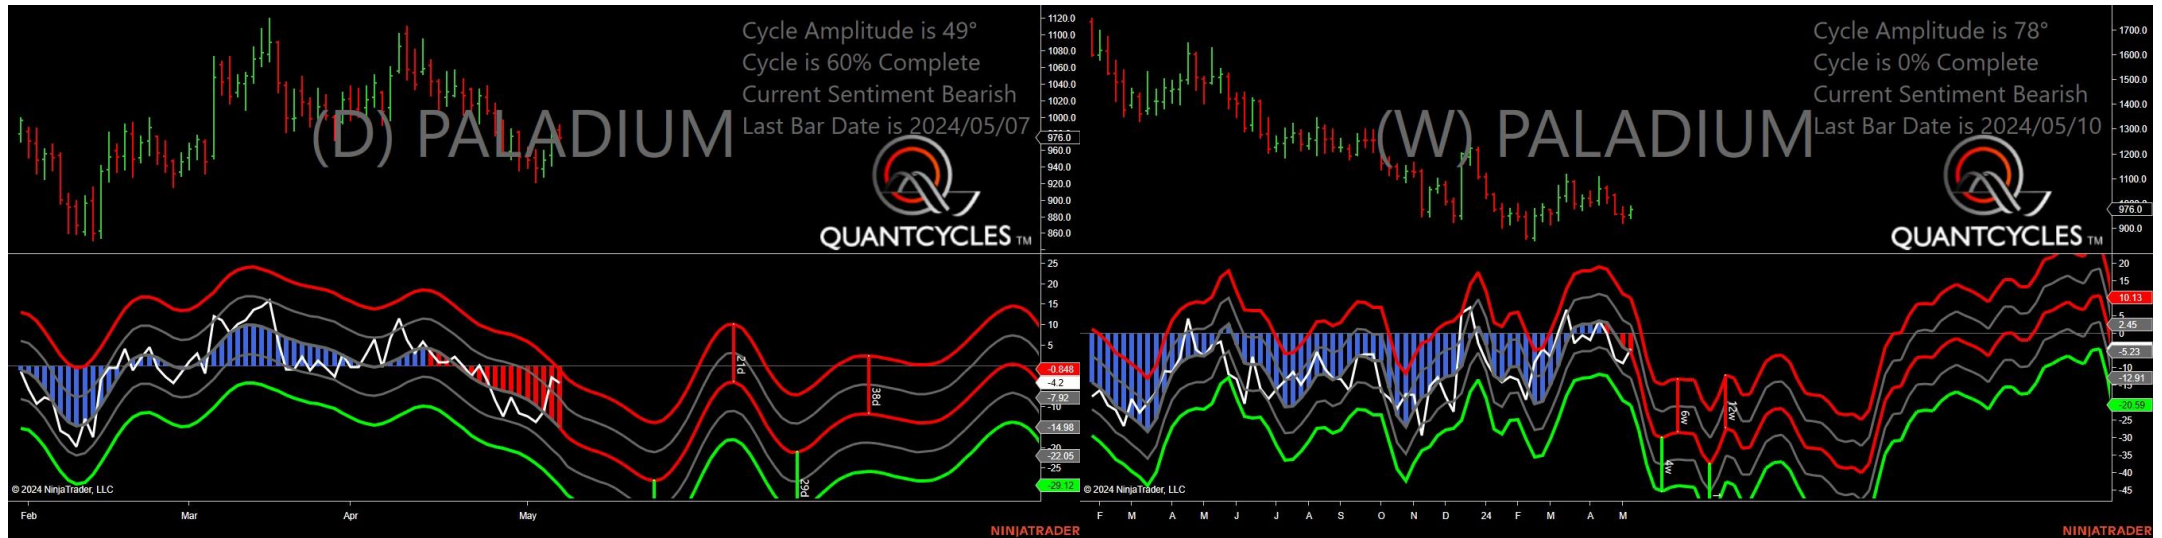 Cycle Amplitude is 49°
Cycle is 60% Complete
Current Sentiment Bearish
Last Bar Date is 2024/05/07
(D) PALADIUM
QUANTCYCLES TM
1120.0
1100.0
1080.0
1060.0
1040.0
1020.0
1000.0
976.0
960.0
940.0
920.0
900.0
880.0
860.0
25
20
15
10
5
-0.848
-4.2
-7.92
-10
-14.98
-20
-22.05
-25
-29.12
21d
38d
29d
© 2024 NinjaTrader, LLC
Feb Mar Apr May
NINJATRADER
Cycle Amplitude is 78°
Cycle is 0% Complete
Current Sentiment Bearish
Last Bar Date is 2024/05/10
(W) PALADIUM
QUANTCYCLES TM
1700.0
1600.0
1500.0
1400.0
1300.0
1200.0
1100.0
976.0
900.0
20
15
10.13
5
2.45
0
-5.23
-10
-12.91
-15
-20.59
-25
-30
-35
-40
-45
6w
12w
4w
© 2024 NinjaTrader, LLC
F M A M J J A S O N D 24 F M A M
NINJATRADER